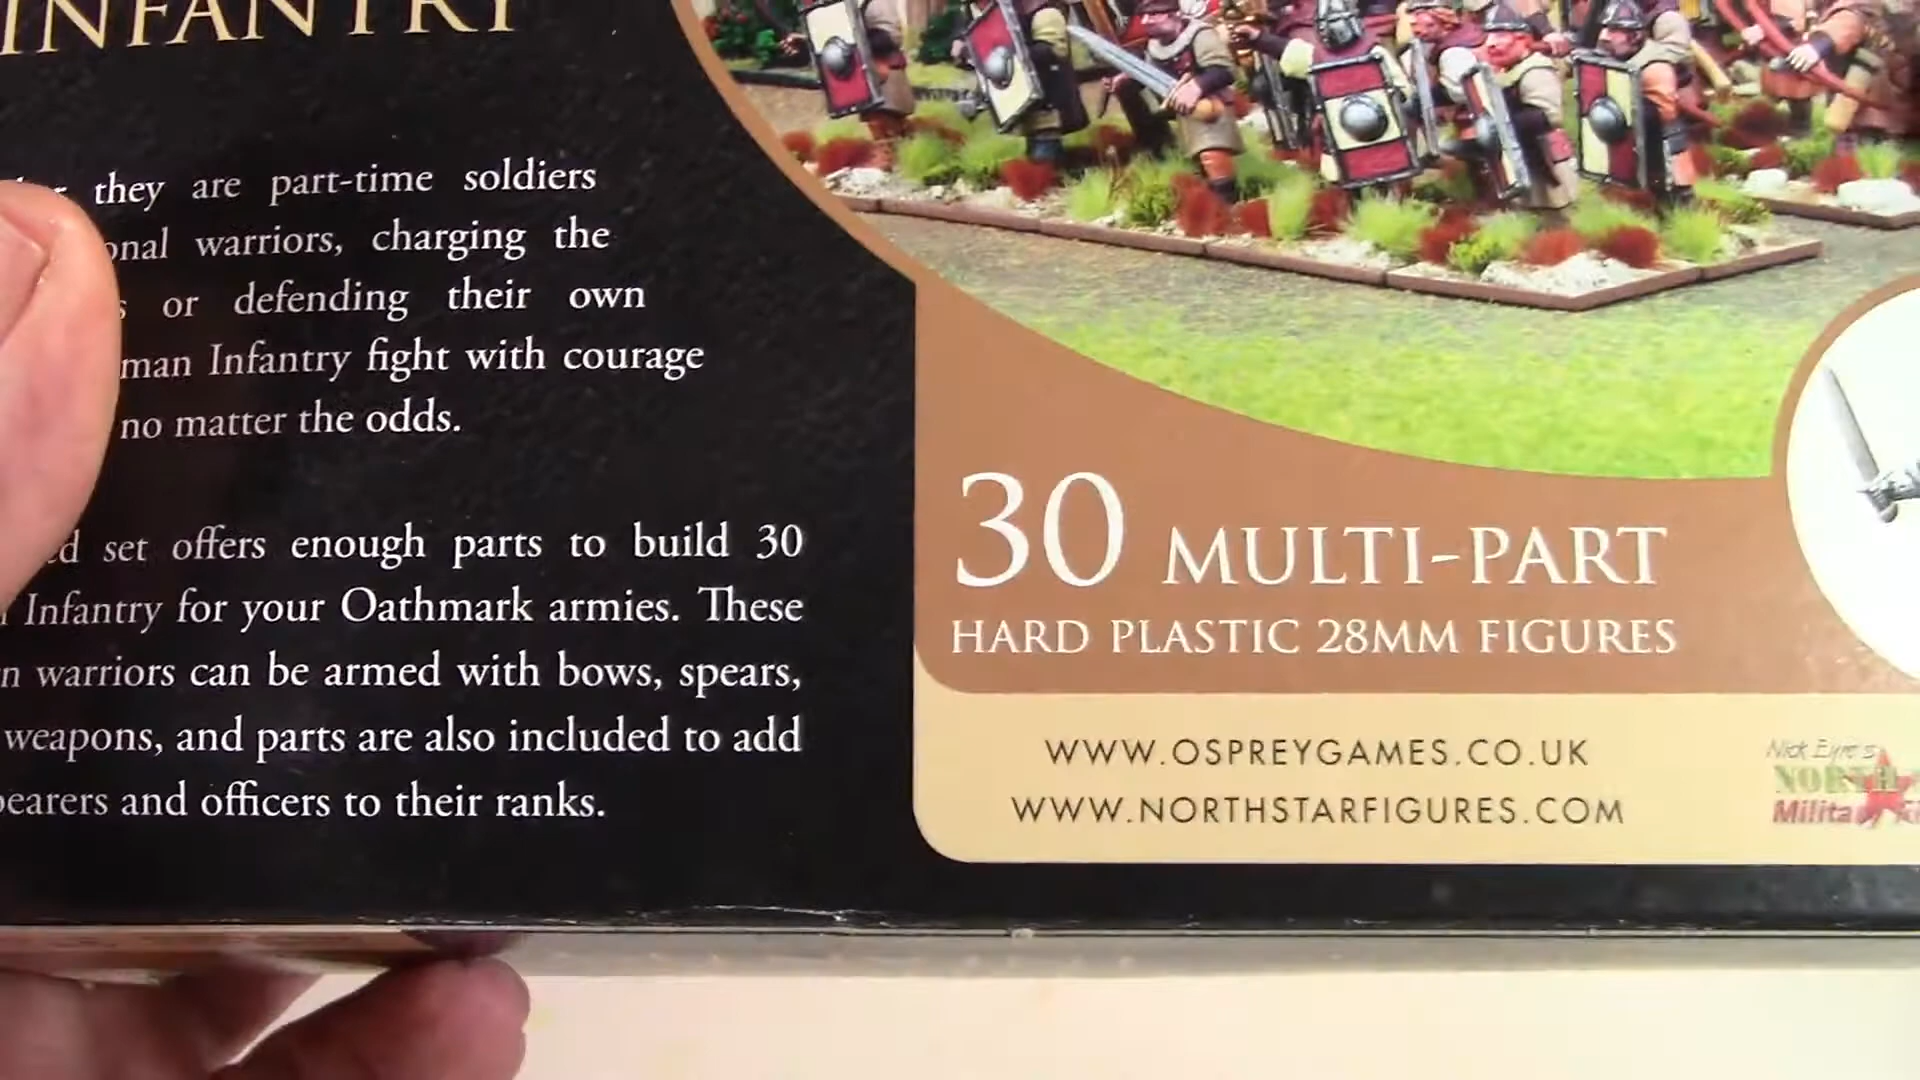 INFANTRY
they are part-time soldiers
warriors, charging the
or defending their own
Infantry fight with courage
no matter the odds.
set offers enough parts to build 30
Infantry for your Oathmark armies. These
warriors can be armed with bows, spears,
weapons, and parts are also included to add
and officers to their ranks.
30 MULTI-PART
HARD PLASTIC 28MM FIGURES
WWW.OSPREYGAMES.CO.UK
WWW.NORTHSTARFIGURES.COM
Nick Eyre's
NORTH